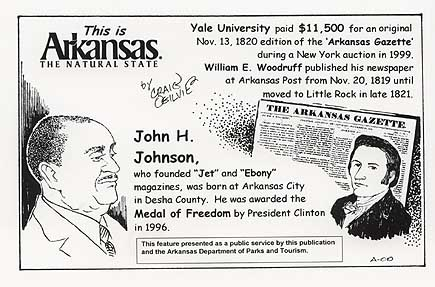 This is
Arkansas
THE NATURAL STATE
by CRAIG
OGILVIE
Yale University paid $11,500 for an original
Nov. 13, 1820 edition of the 'Arkansas Gazette'
during a New York auction in 1999.
William E. Woodruff published his newspaper
at Arkansas Post from Nov. 20, 1819 until
moved to Little Rock in late 1821.
THE ARKANSAS GAZETTE
John H.
Johnson,
who founded "Jet" and "Ebony"
magazines, was born at Arkansas City
in Desha County. He was awarded the
Medal of Freedom by President Clinton
in 1996.
This feature presented as a public service by this publication
and the Arkansas Department of Parks and Tourism.
A-00